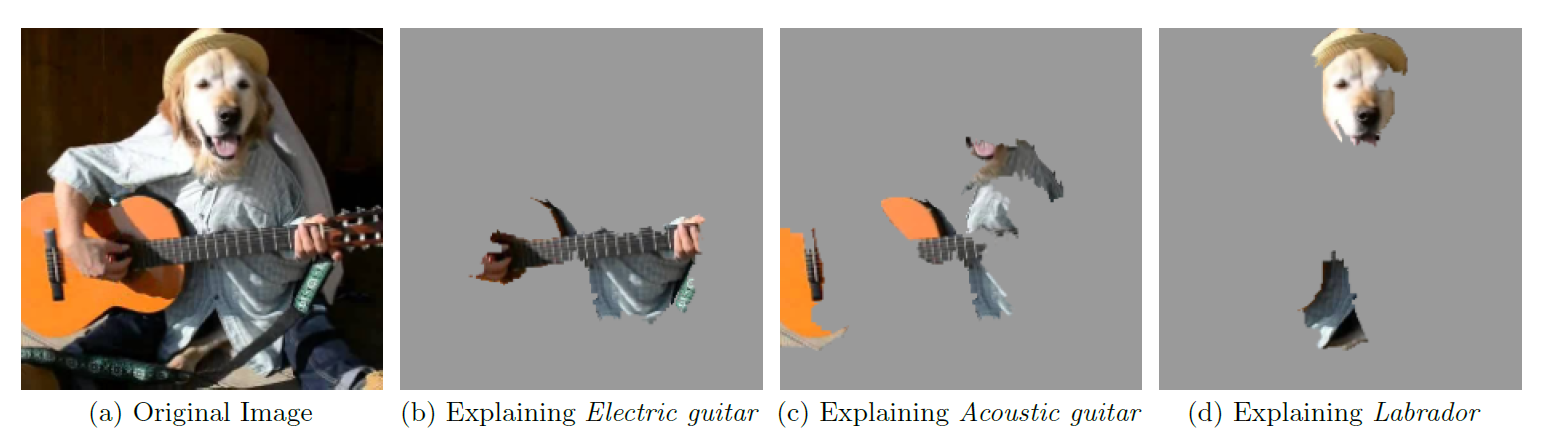 (a) Original Image
(b) Explaining Electric guitar
(c) Explaining Acoustic guitar
(d) Explaining Labrador